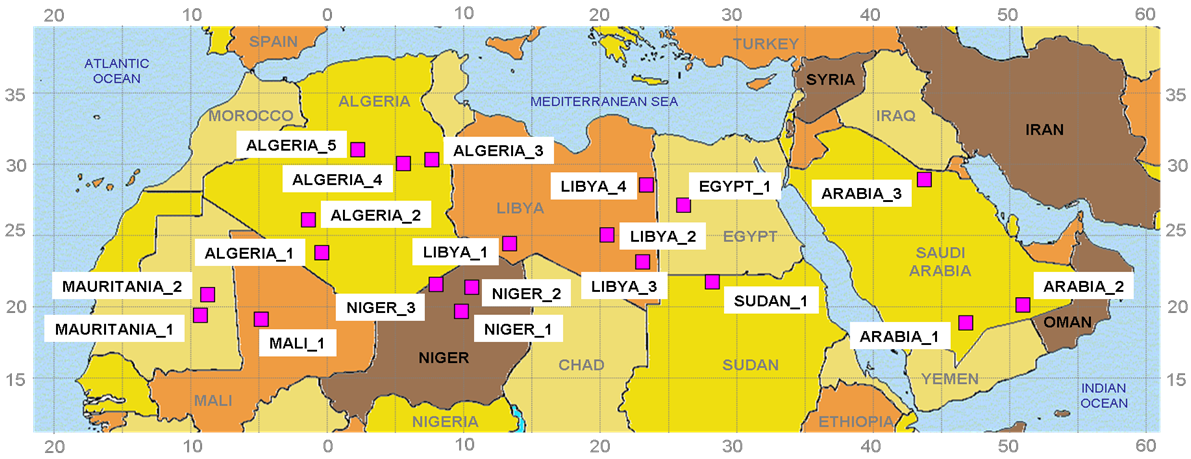 20 10 0 10 20 30 40 50 60
SPAIN
TURKEY
ATLANTIC
OCEAN
SYRIA
35 35
ALGERIA
MEDITERRANEAN SEA
MOROCCO
IRAQ
IRAN
ALGERIA_5
ALGERIA_3
30 30
ALGERIA_4
LIBYA_4
EGYPT_1
ARABIA_3
LIBYA
ALGERIA_2
25 25
LIBYA_2
EGYPT
ALGERIA_1
LIBYA_1
SAUDI
ARABIA
MAURITANIA_2
LIBYA_3
ARABIA_2
NIGER_2
SUDAN_1
20 20
NIGER_3
MAURITANIA_1
NIGER_1
OMAN
MALI_1
ARABIA_1
NIGER
CHAD
SUDAN
15 15
YEMEN
MALI
INDIAN
OCEAN
NIGERIA
ETHIOPIA
20 10 0 10 20 30 40 50 60